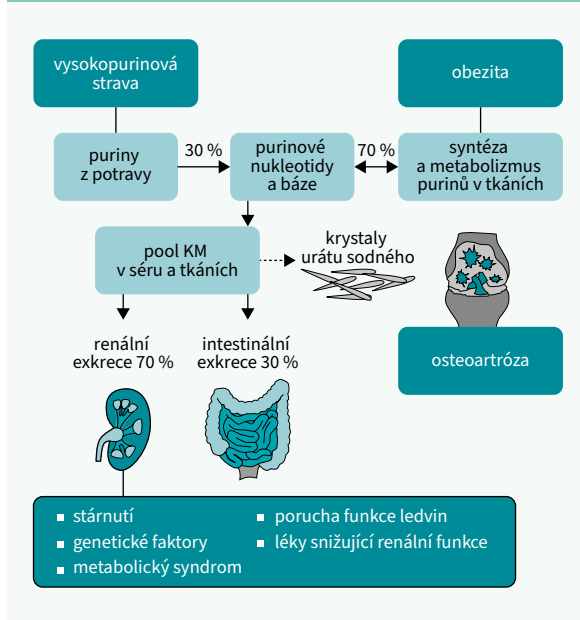 vysokopurinová
strava
obezita
puriny
z potravy
30 %
purinové
nukleotidy
a báze
70 %
syntéza
a metabolizmus
purinů v tkáních
pool KM
v séru a tkáních
krystaly
urátu sodného
renální
exkrece 70 %
intestinální
exkrece 30 %
osteoartróza
stárnutí
genetické faktory
metabolický syndrom
porucha funkce ledvin
léky snižující renální funkce